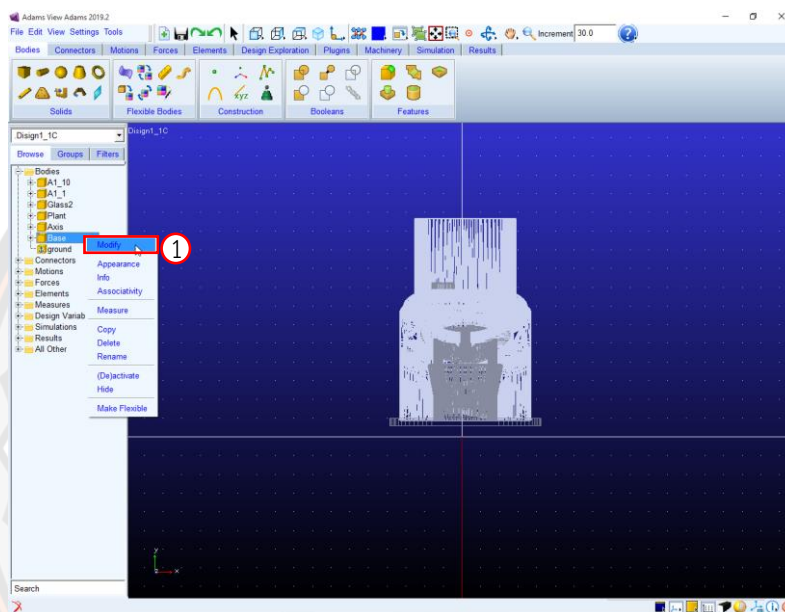 Adams View Adams 2019.2
File Edit View Settings Tools
Increment 30.0
Bodies Connectors Motions Forces Elements Design Exploration Plugins Machinery Simulation Results
Solids Flexible Bodies Construction Booleans Features
.Disign1_1C
Disign1_1C
Browse Groups Filters
Bodies
A1_10
A1_1
Glass2
Plant
Axis
Base
ground
Connectors
Motions
Forces
Elements
Measures
Design Variab
Simulations
Results
All Other
Modify
1
Appearance
Info
Associativity
Measure
Copy
Delete
Rename
(De)activate
Hide
Make Flexible
y
x
Search